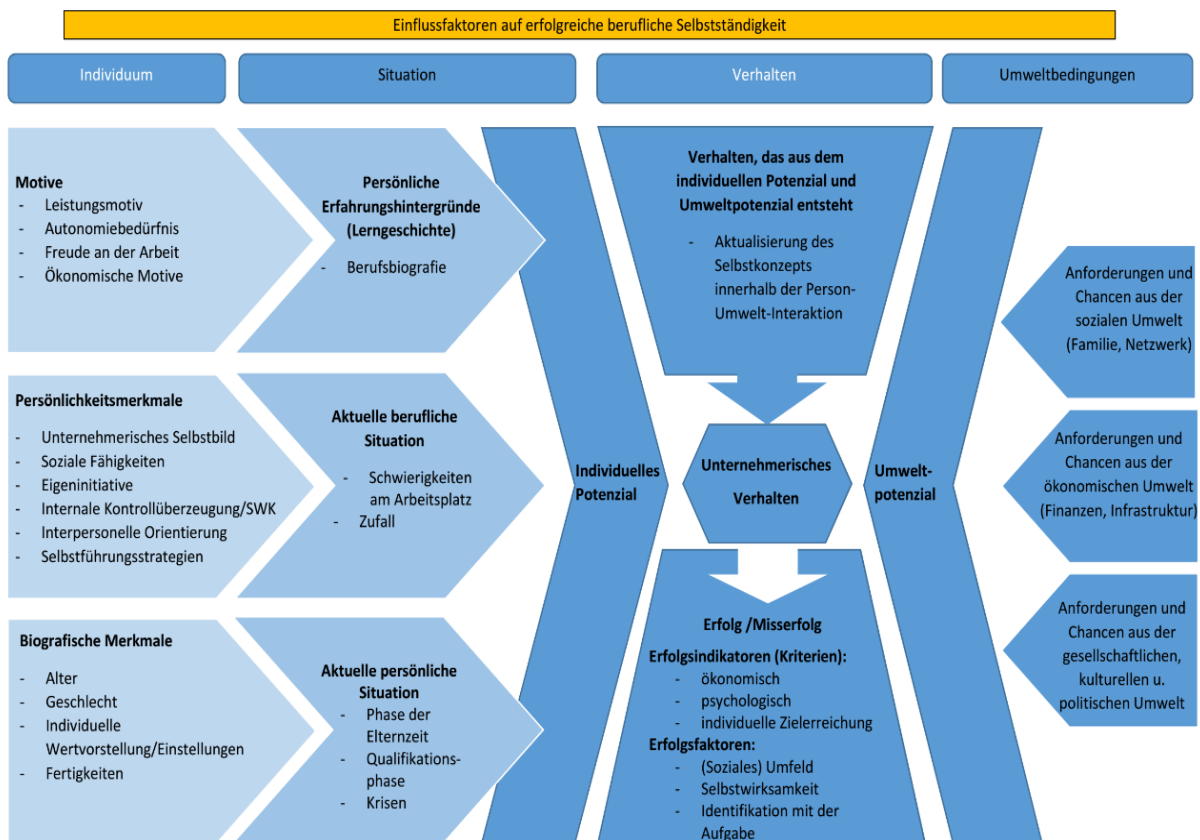 Einflussfaktoren auf erfolgreiche berufliche Selbstständigkeit
Individuum
Situation
Verhalten
Umweltbedingungen
Motive
- Leistungsmotiv
- Autonomiebedürfnis
- Freude an der Arbeit
- Ökonomische Motive
Persönlichkeitsmerkmale
- Unternehmerisches Selbstbild
- Soziale Fähigkeiten
- Eigeninitiative
- Internale Kontrollüberzeugung/SWK
- Interpersonelle Orientierung
- Selbstführungsstrategien
Biografische Merkmale
- Alter
- Geschlecht
- Individuelle
Wertvorstellung/Einstellungen
- Fertigkeiten
Persönliche
Erfahrungshintergründe
(Lerngeschichte)
- Berufsbiografie
Aktuelle berufliche
Situation
- Schwierigkeiten
am Arbeitsplatz
- Zufall
Aktuelle persönliche
Situation
- Phase der
Elternzeit
- Qualifikations-
phase
- Krisen
Individuelles
Potenzial
Verhalten, das aus dem
individuellen Potenzial und
Umweltpotenzial entsteht
- Aktualisierung des
Selbstkonzepts
innerhalb der Person-
Umwelt-Interaktion
Unternehmerisches
Verhalten
Erfolg /Misserfolg
Erfolgsindikatoren (Kriterien):
- ökonomisch
- psychologisch
- individuelle Zielerreichung
Erfolgsfaktoren:
- (Soziales) Umfeld
- Selbstwirksamkeit
- Identifikation mit der
Aufgabe
Umwelt-
potenzial
Anforderungen und
Chancen aus der
sozialen Umwelt
(Familie, Netzwerk)
Anforderungen und
Chancen aus der
ökonomischen Umwelt
(Finanzen, Infrastruktur)
Anforderungen und
Chancen aus der
gesellschaftlichen,
kulturellen u.
politischen Umwelt